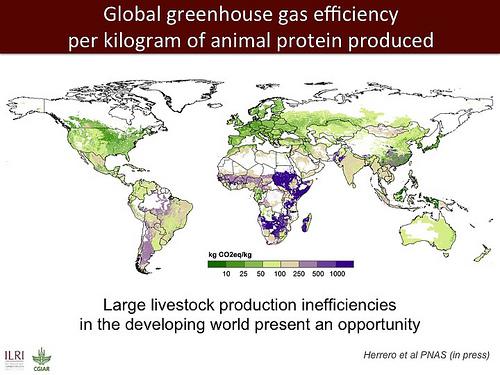 Global greenhouse gas efficiency
per kilogram of animal protein produced
kg CO2eq/kg
10 25 50 100 250 500 1000
Large livestock production inefficiencies
in the developing world present an opportunity
Herrero et al PNAS (in press)
ILRI
CGIAR